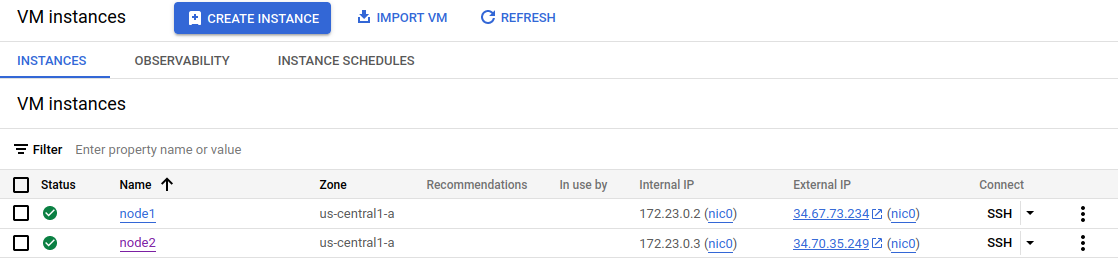 VM instances CREATE INSTANCE IMPORT VM REFRESH
INSTANCES OBSERVABILITY INSTANCE SCHEDULES
VM instances
Filter Enter property name or value
Status Name Zone Recommendations In use by Internal IP External IP Connect
node1 us-central1-a 172.23.0.2 (nic0) 34.67.73.234 (nic0) SSH
node2 us-central1-a 172.23.0.3 (nic0) 34.70.35.249 (nic0) SSH